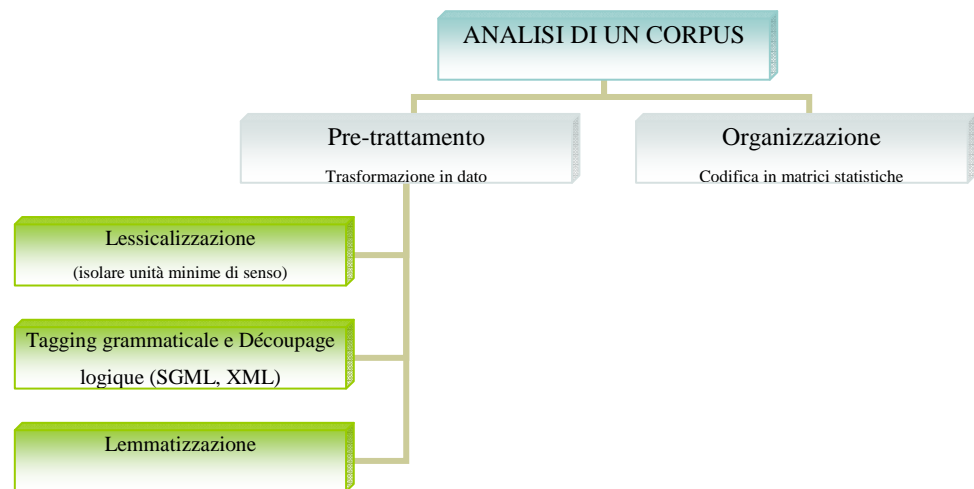 ANALISI DI UN CORPUS
Pre-trattamento
Trasformazione in dato
Organizzazione
Codifica in matrici statistiche
Lessicalizzazione
(isolare unità minime di senso)
Tagging grammaticale e Découpage
logique (SGML, XML)
Lemmatizzazione